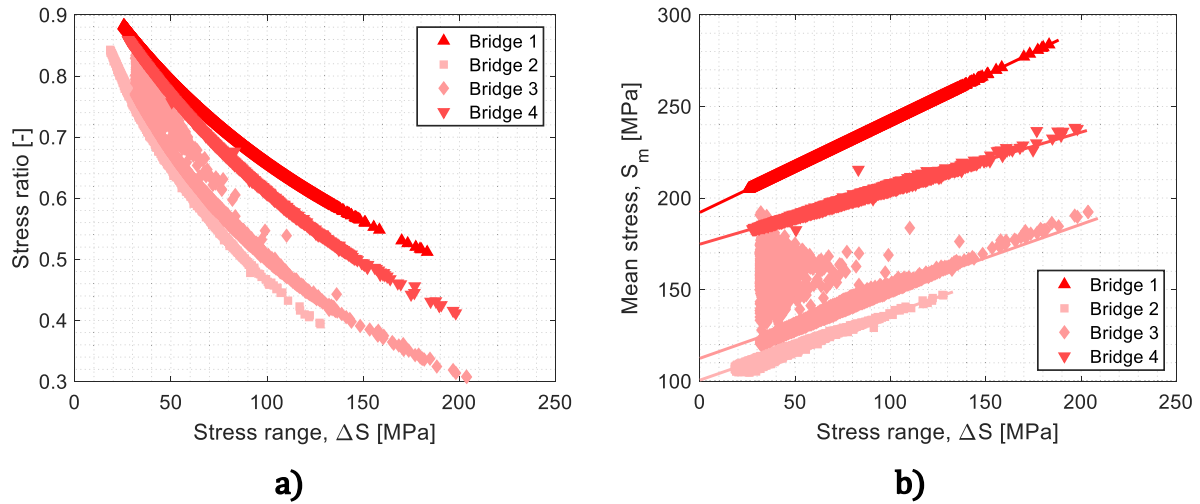 0.9
0.8
0.7
0.6
0.5
0.4
0.3
Stress ratio [-]
0
50
100
150
200
250
Stress range, ΔS [MPa]
Bridge 1
Bridge 2
Bridge 3
Bridge 4
a)
300
250
200
150
100
Mean stress, Sm [MPa]
0
50
100
150
200
250
Stress range, ΔS [MPa]
Bridge 1
Bridge 2
Bridge 3
Bridge 4
b)